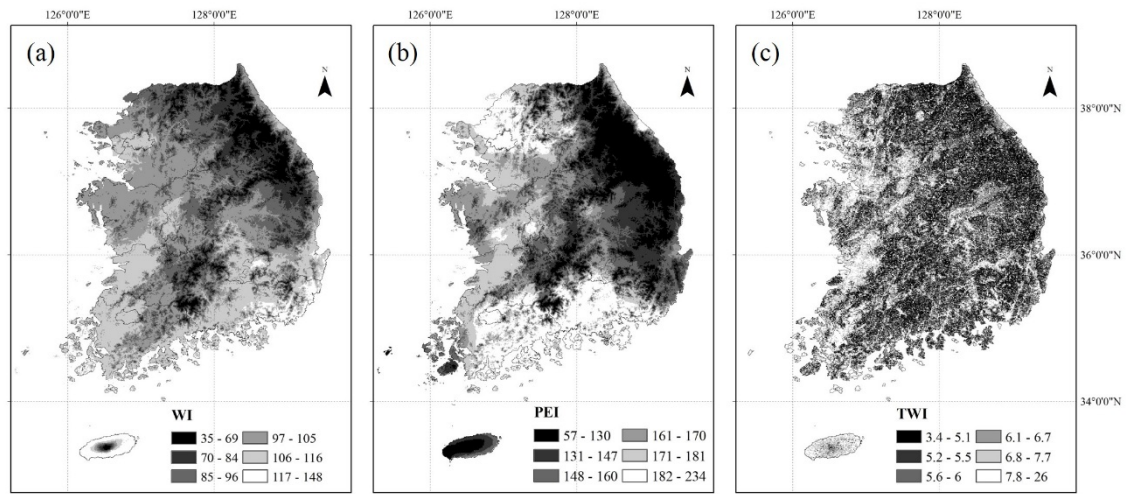 126°0'0"E 128°0'0"E 126°0'0"E 128°0'0"E 126°0'0"E 128°0'0"E
(a) (b) (c)
N N N
38°0'0"N
36°0'0"N
34°0'0"N
WI
35 - 69 97 - 105
70 - 84 106 - 116
85 - 96 117 - 148
PEI
57 - 130 161 - 170
131 - 147 171 - 181
148 - 160 182 - 234
TWI
3.4 - 5.1 6.1 - 6.7
5.2 - 5.5 6.8 - 7.7
5.6 - 6 7.8 - 26